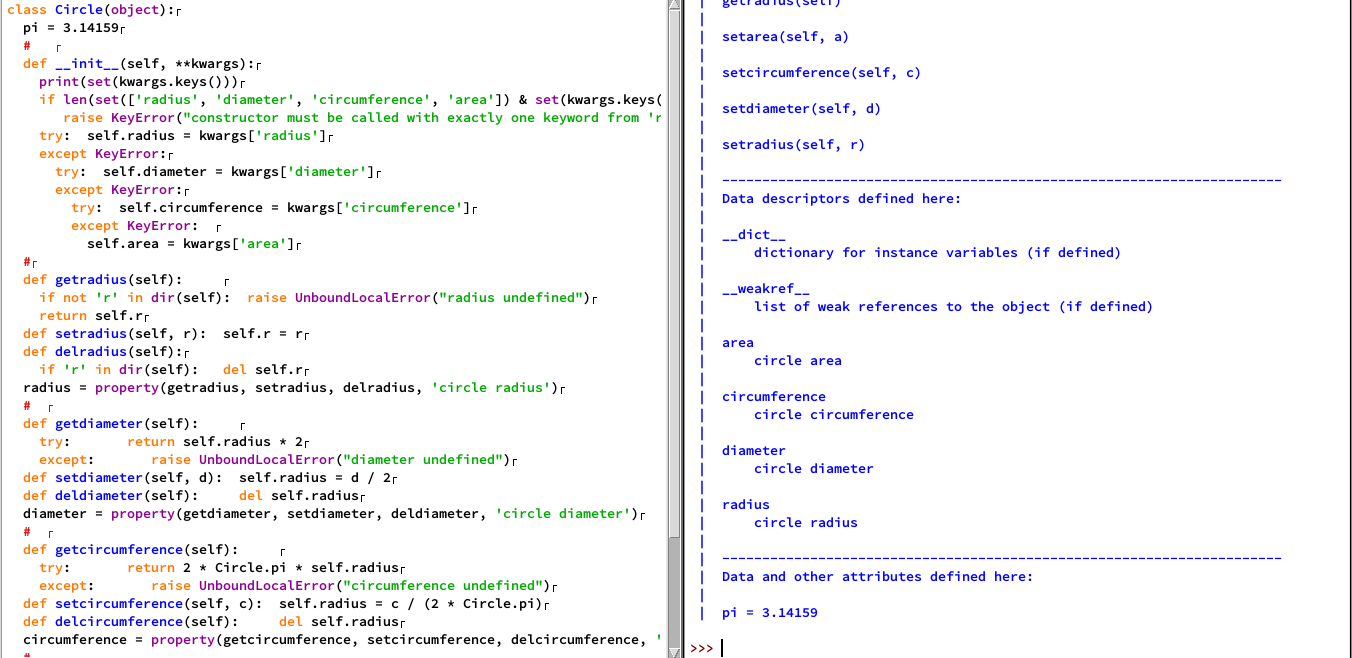 class Circle(object):
pi = 3.14159
#
def __init__(self, **kwargs):
print(set(kwargs.keys()))
if len(set(['radius', 'diameter', 'circumference', 'area']) & set(kwargs.keys(
raise KeyError("constructor must be called with exactly one keyword from 'r
try:  self.radius = kwargs['radius']
except KeyError:
try:  self.diameter = kwargs['diameter']
except KeyError:
try:  self.circumference = kwargs['circumference']
except KeyError:
self.area = kwargs['area']
#
def getradius(self):
if not 'r' in dir(self):  raise UnboundLocalError("radius undefined")
return self.r
def setradius(self, r):  self.r = r
def delradius(self):
if 'r' in dir(self):   del self.r
radius = property(getradius, setradius, delradius, 'circle radius')
#
def getdiameter(self):
try:       return self.radius * 2
except:       raise UnboundLocalError("diameter undefined")
def setdiameter(self, d):  self.radius = d / 2
def deldiameter(self):     del self.radius
diameter = property(getdiameter, setdiameter, deldiameter, 'circle diameter')
#
def getcircumference(self):
try:       return 2 * Circle.pi * self.radius
except:       raise UnboundLocalError("circumference undefined")
def setcircumference(self, c):  self.radius = c / (2 * Circle.pi)
def delcircumference(self):     del self.radius
circumference = property(getcircumference, setcircumference, delcircumference, '
#
getradius(self)
setarea(self, a)
setcircumference(self, c)
setdiameter(self, d)
setradius(self, r)
----------------------------------------------------------------------
Data descriptors defined here:
__dict__
dictionary for instance variables (if defined)
__weakref__
list of weak references to the object (if defined)
area
circle area
circumference
circle circumference
diameter
circle diameter
radius
circle radius
----------------------------------------------------------------------
Data and other attributes defined here:
pi = 3.14159
>>>